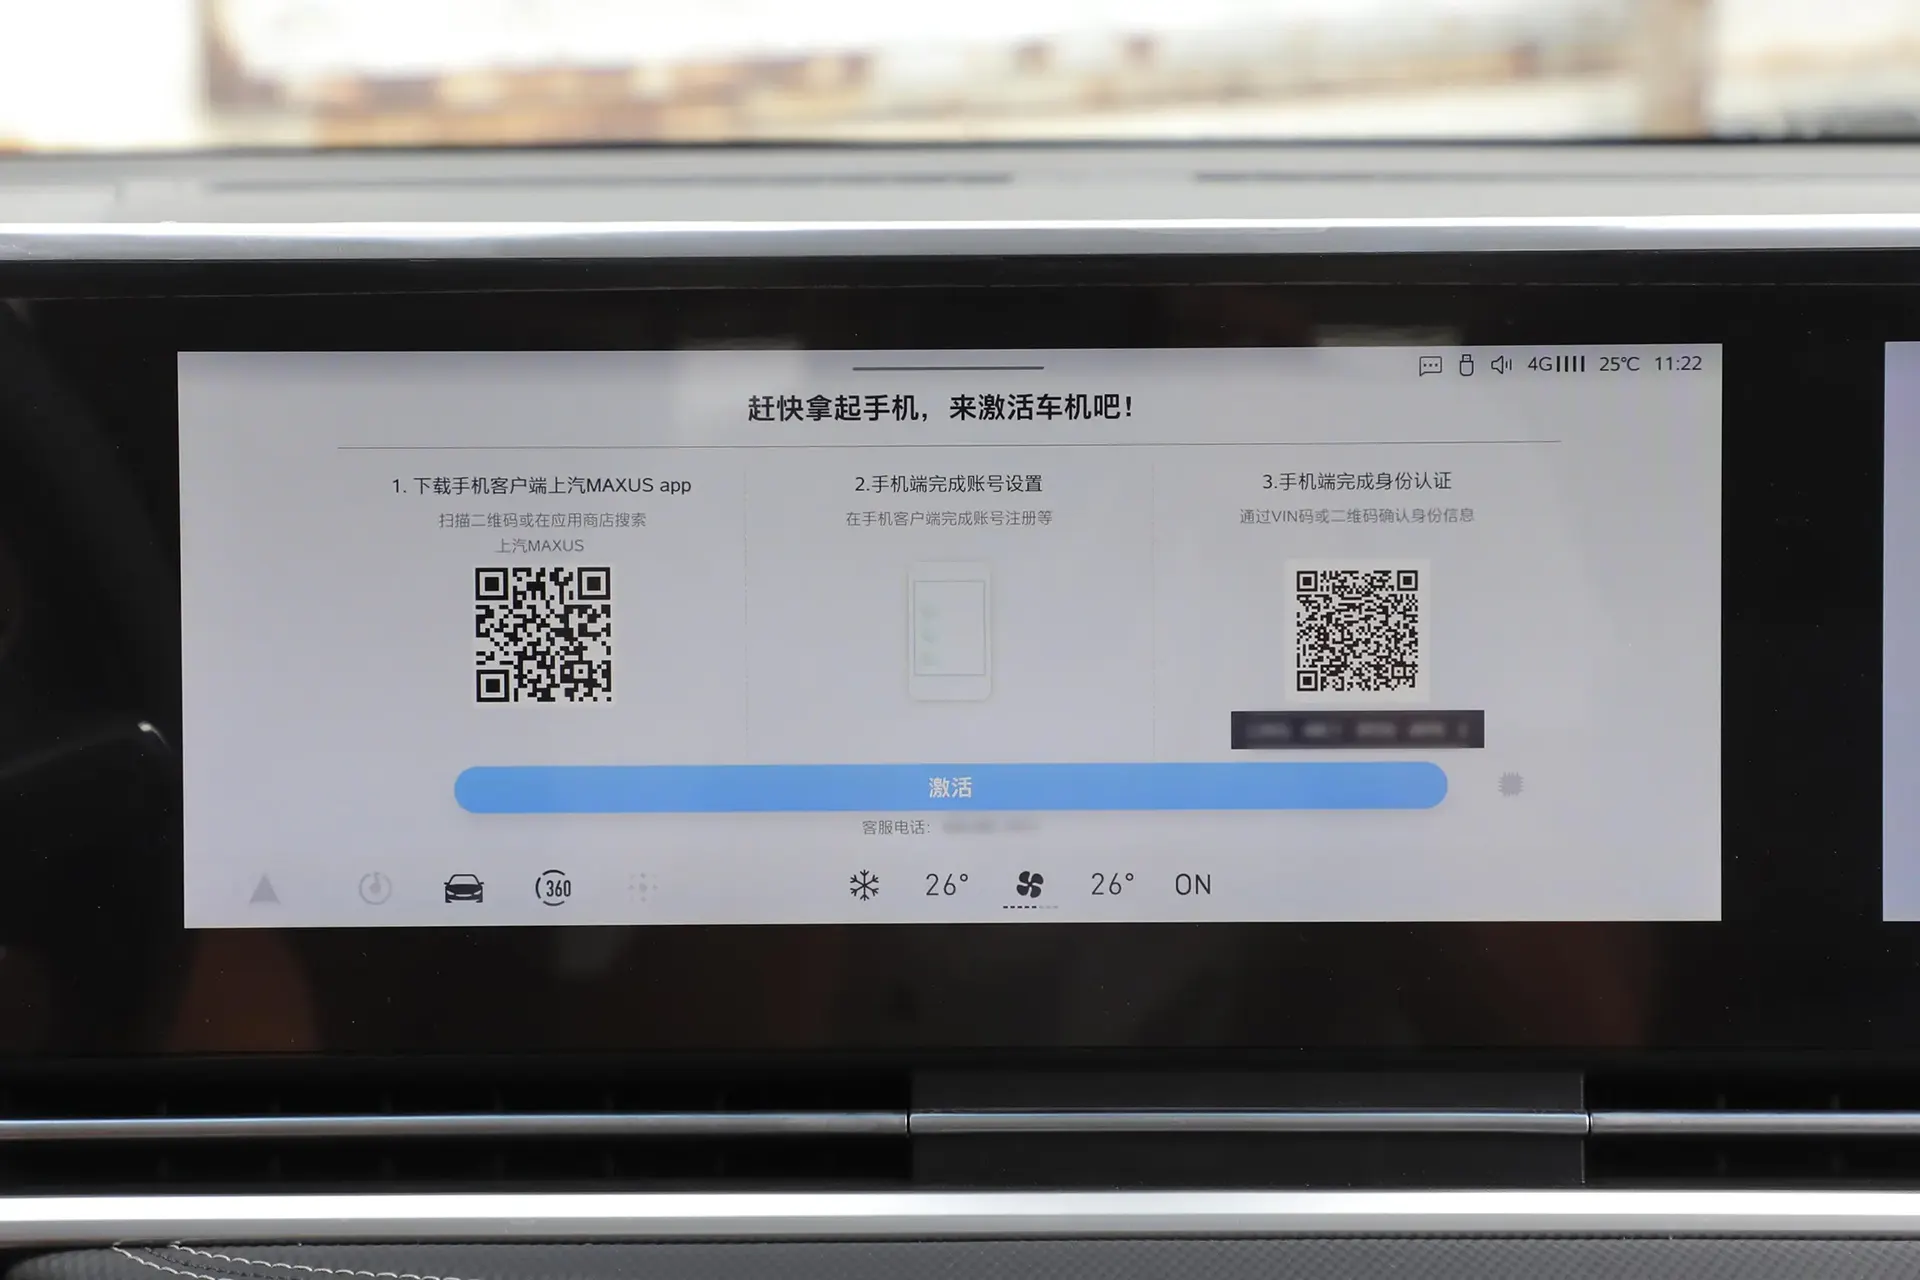 4G 25℃ 11:22
赶快拿起手机，来激活车机吧！
1. 下载手机客户端上汽MAXUS app
扫描二维码或在应用商店搜索
上汽MAXUS
2.手机端完成账号设置
在手机客户端完成账号注册等
3.手机端完成身份认证
通过VIN码或二维码确认身份信息
激活
客服电话：
360 26° 26° ON